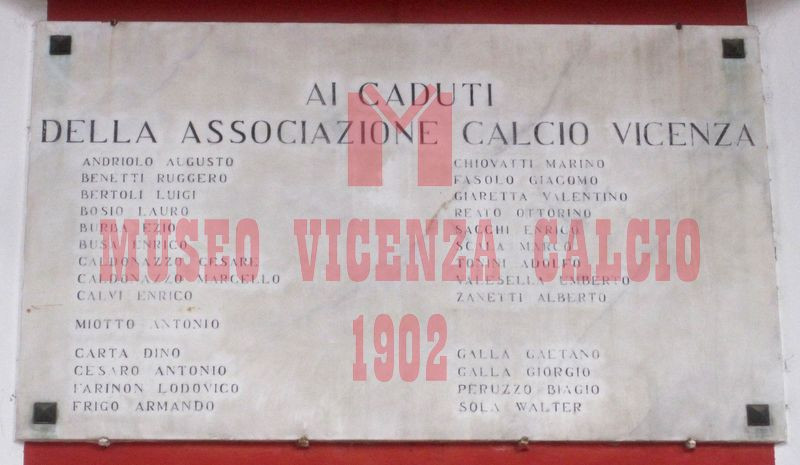 AI CADUTI
DELLA ASSOCIAZIONE CALCIO VICENZA
ANDRIOLO AUGUSTO
BENETTI RUGGERO
BERTOLI LUIGI
BOSIO LAURO
BURBA EZIO
BUSA ENRICO
CALDONAZZO CESARE
CALDONAZZO MARCELLO
CALVI ENRICO
MIOTTO ANTONIO
CARTA DINO
CESARO ANTONIO
FARINON LODOVICO
FRIGO ARMANDO
CHIOVATTI MARINO
FASOLO GIACOMO
GIARETTA VALENTINO
REATO OTTORINO
SACCHI ENRICO
SCALA MARCO
TONINI ADOLFO
VALESELLA UMBERTO
ZANETTI ALBERTO
GALLA GAETANO
GALLA GIORGIO
PERUZZO BIAGIO
SOLA WALTER
M
MUSEO VICENZA CALCIO
1902